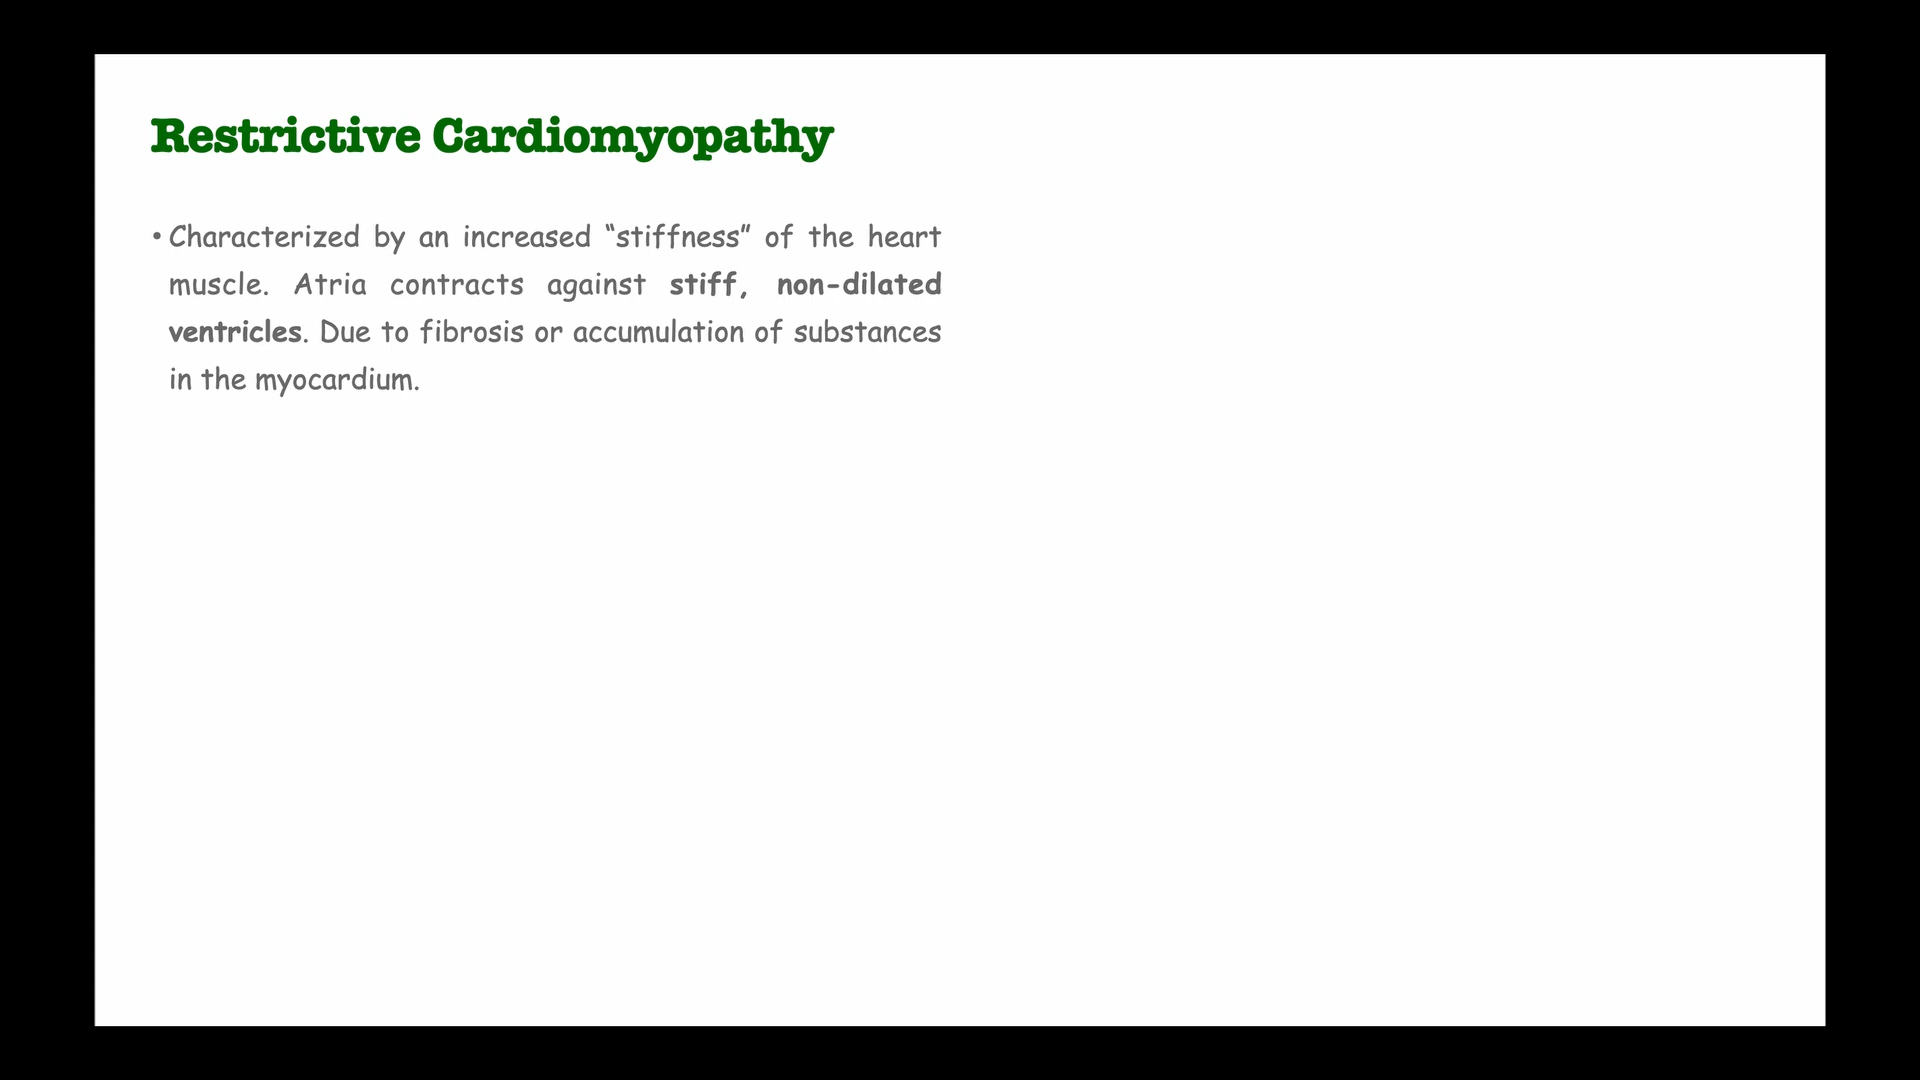 Restrictive Cardiomyopathy
• Characterized by an increased “stiffness” of the heart
muscle. Atria contracts against stiff, non-dilated
ventricles. Due to fibrosis or accumulation of substances
in the myocardium.